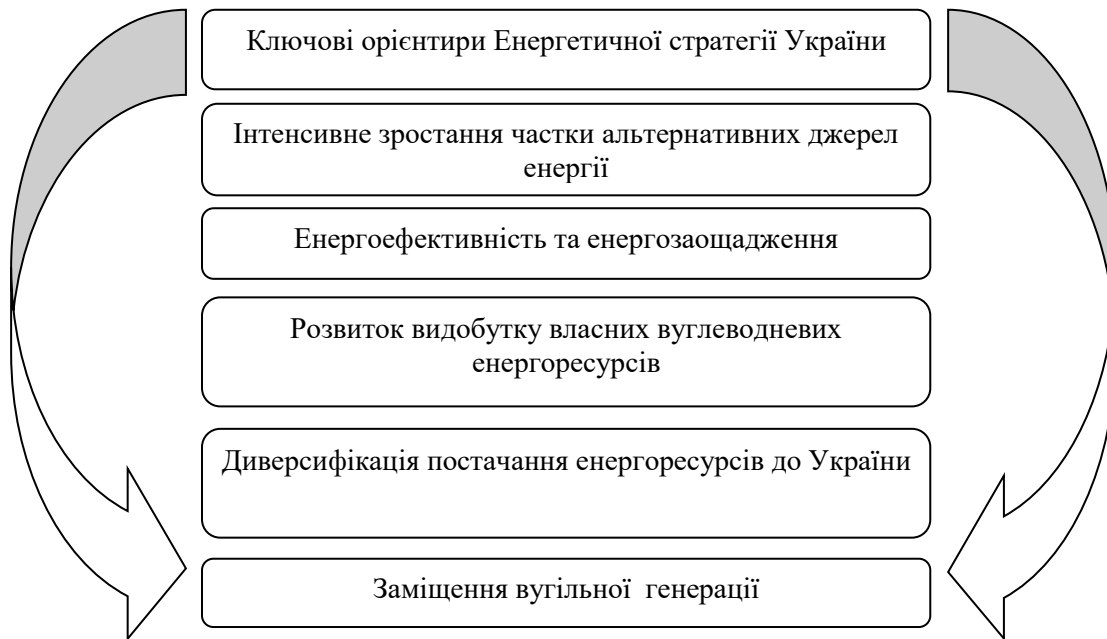 Ключові орієнтири Енергетичної стратегії України
Інтенсивне зростання частки альтернативних джерел
енергії
Енергоефективність та енергозаощадження
Розвиток видобутку власних вуглеводневих
енергоресурсів
Диверсифікація постачання енергоресурсів до України
Заміщення вугільної  генерації